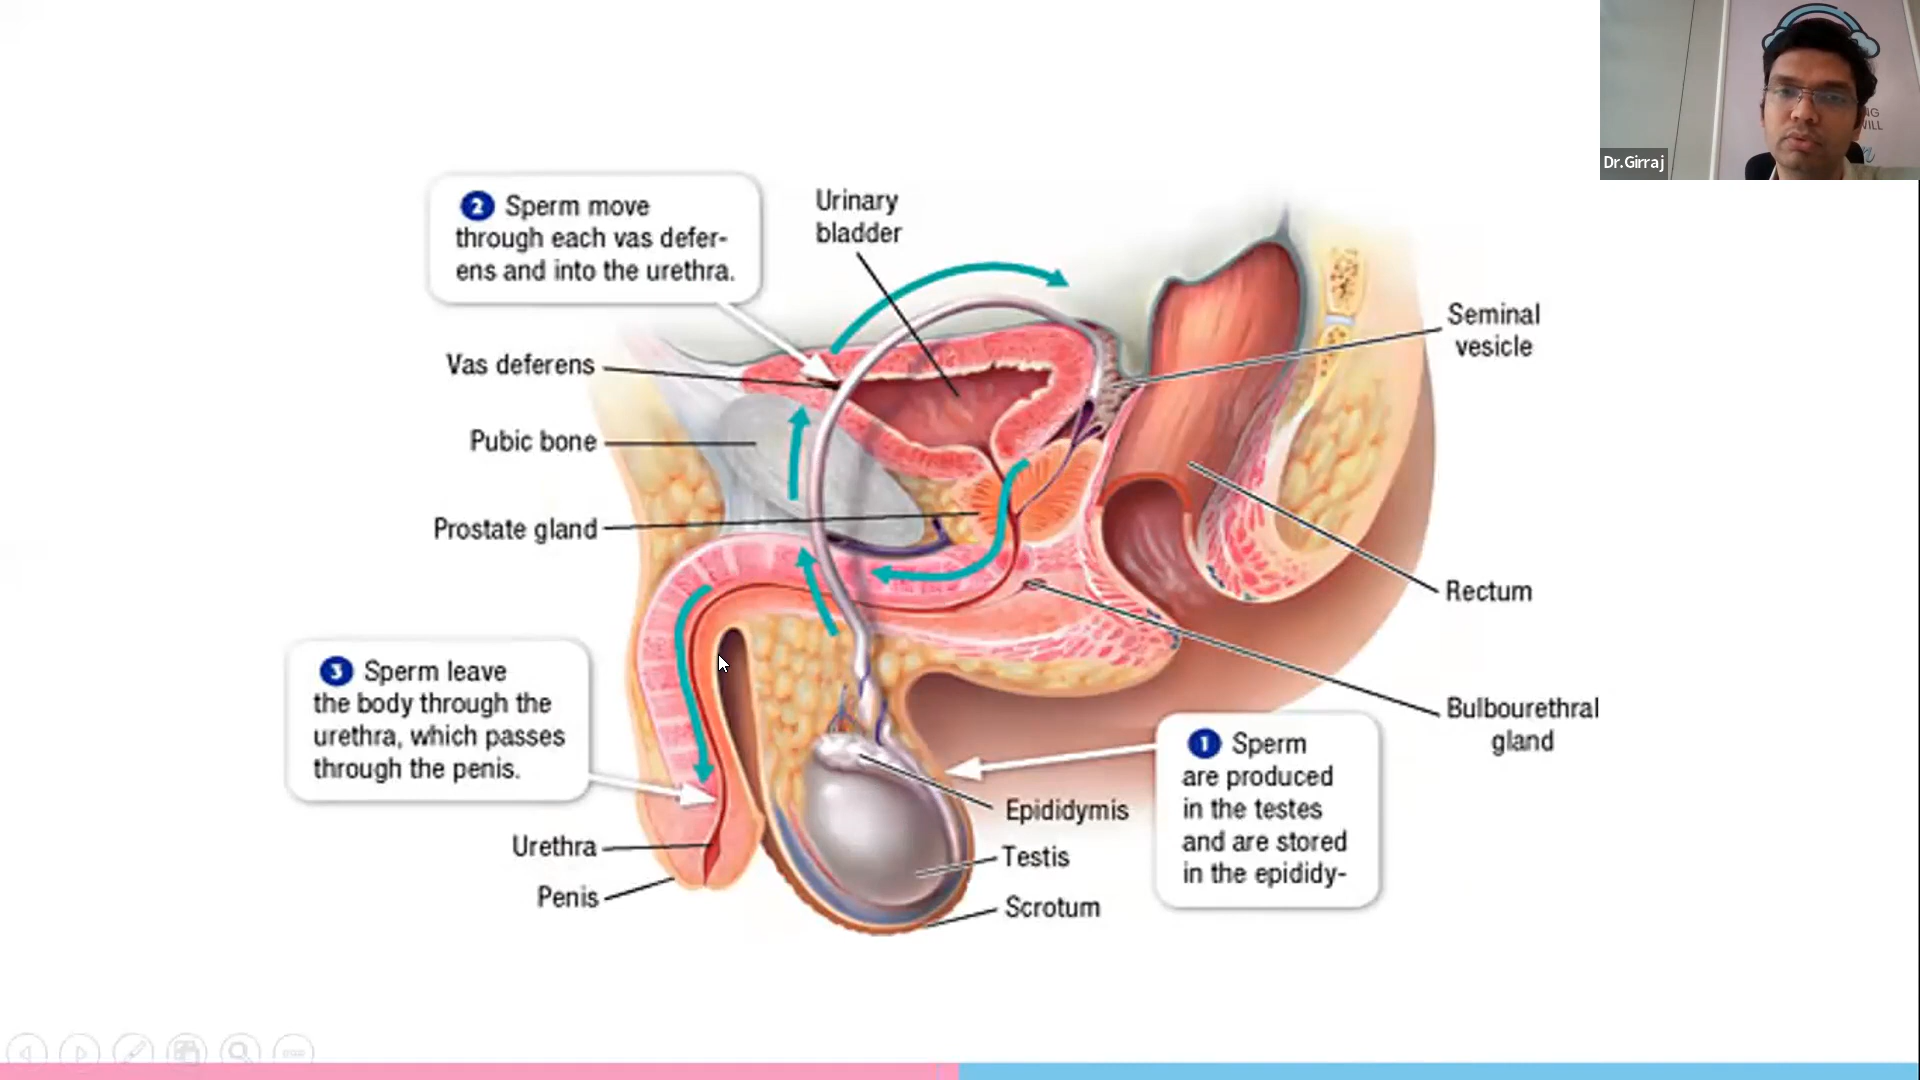 2 Sperm move
through each vas defer-
ens and into the urethra.
Urinary
bladder
Seminal
vesicle
Vas deferens
Pubic bone
Prostate gland
Rectum
3 Sperm leave
the body through the
urethra, which passes
through the penis.
Bulbourethral
gland
1 Sperm
are produced
in the testes
and are stored
in the epididy-
Epididymis
Testis
Scrotum
Urethra
Penis
Dr.Girraj